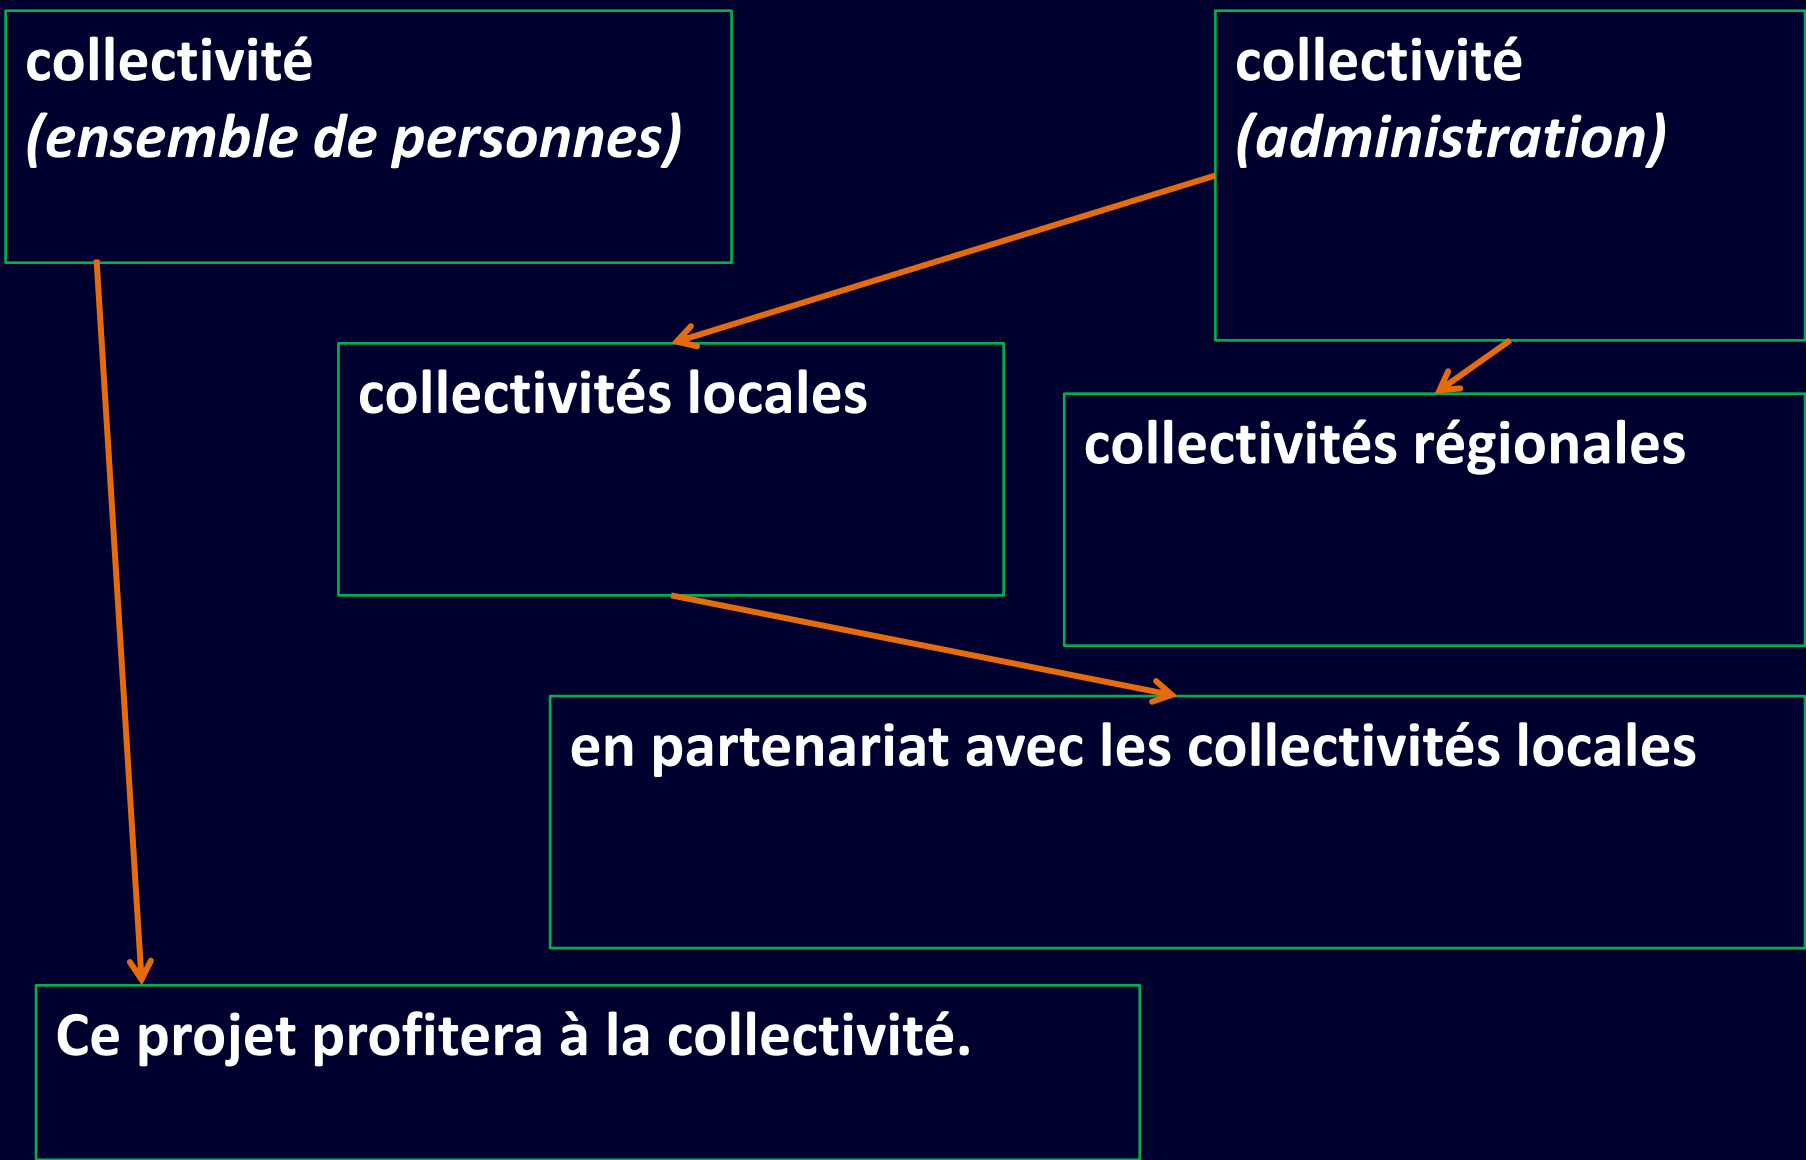 collectivité
(ensemble de personnes)
collectivité
(administration)
collectivités locales
collectivités régionales
en partenariat avec les collectivités locales
Ce projet profitera à la collectivité.